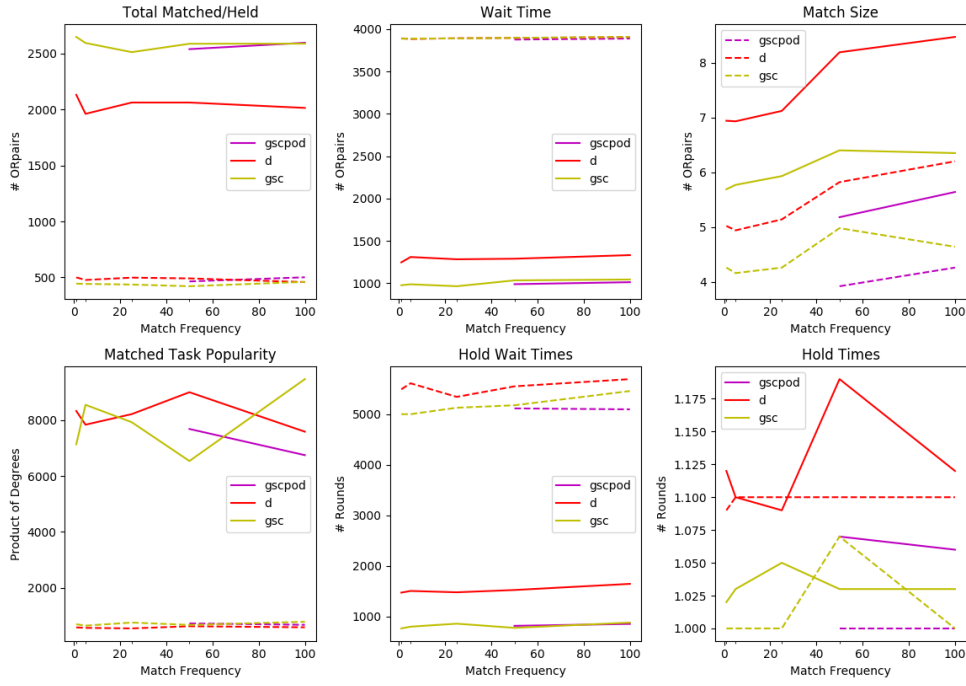 Total Matched/Held
# ORpairs
2500
2000
1500
1000
500
gscpod
d
gsc
0 20 40 60 80 100
Match Frequency
Wait Time
# ORpairs
4000
3500
3000
2500
2000
1500
1000
gscpod
d
gsc
0 20 40 60 80 100
Match Frequency
Match Size
# ORpairs
8
7
6
5
4
gscpod
d
gsc
0 20 40 60 80 100
Match Frequency
Matched Task Popularity
Product of Degrees
8000
6000
4000
2000
gscpod
d
gsc
0 20 40 60 80 100
Match Frequency
Hold Wait Times
# Rounds
5000
4000
3000
2000
1000
gscpod
d
gsc
0 20 40 60 80 100
Match Frequency
Hold Times
# Rounds
1.175
1.150
1.125
1.100
1.075
1.050
1.025
1.000
gscpod
d
gsc
0 20 40 60 80 100
Match Frequency